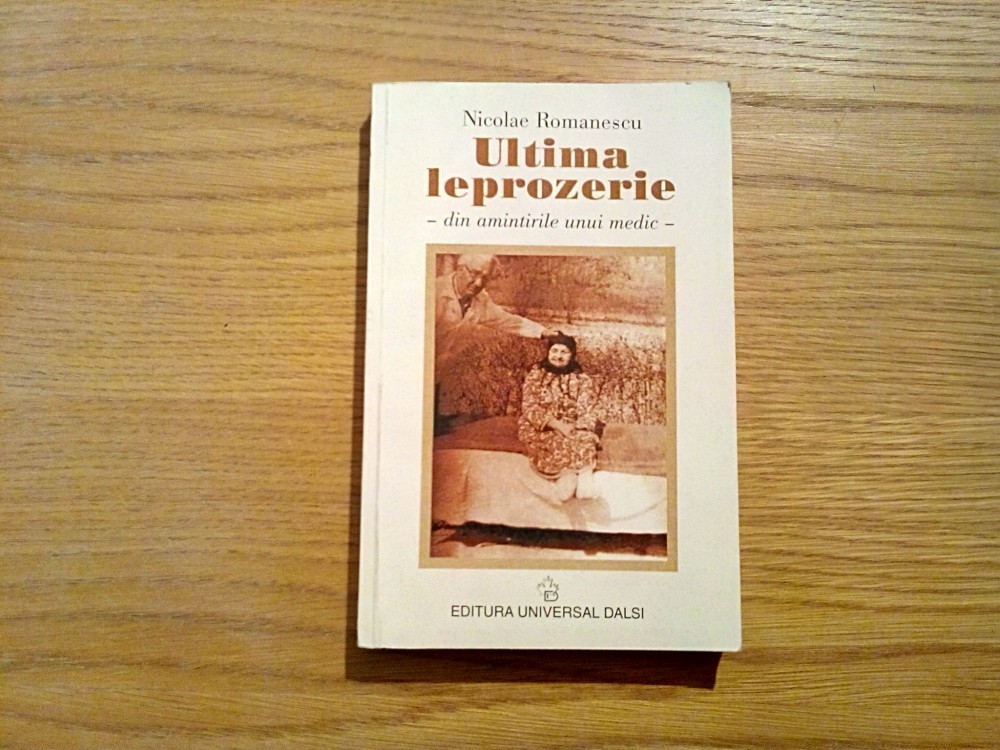 Nicolae Romanescu
Ultima
leprozerie
– din amintirile unui medic –
EDITURA UNIVERSAL DALSI